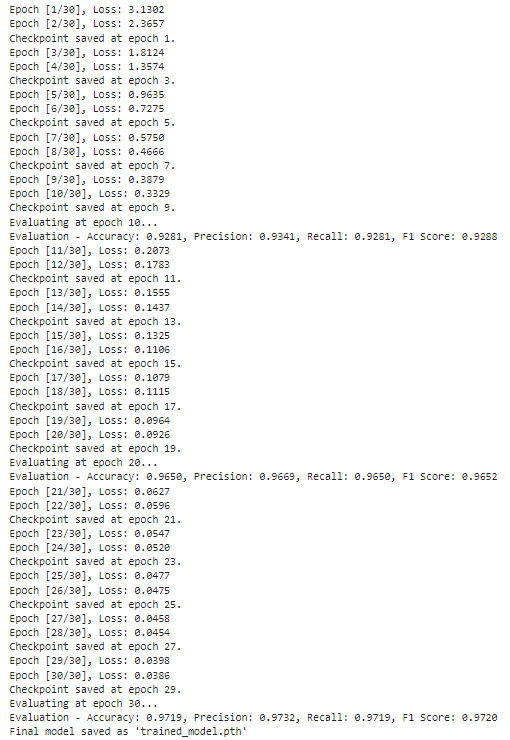 Epoch [1/30], Loss: 3.1302
Epoch [2/30], Loss: 2.3657
Checkpoint saved at epoch 1.
Epoch [3/30], Loss: 1.8124
Epoch [4/30], Loss: 1.3574
Checkpoint saved at epoch 3.
Epoch [5/30], Loss: 0.9635
Epoch [6/30], Loss: 0.7275
Checkpoint saved at epoch 5.
Epoch [7/30], Loss: 0.5750
Epoch [8/30], Loss: 0.4666
Checkpoint saved at epoch 7.
Epoch [9/30], Loss: 0.3879
Epoch [10/30], Loss: 0.3329
Checkpoint saved at epoch 9.
Evaluating at epoch 10...
Evaluation - Accuracy: 0.9281, Precision: 0.9341, Recall: 0.9281, F1 Score: 0.9288
Epoch [11/30], Loss: 0.2073
Epoch [12/30], Loss: 0.1783
Checkpoint saved at epoch 11.
Epoch [13/30], Loss: 0.1555
Epoch [14/30], Loss: 0.1437
Checkpoint saved at epoch 13.
Epoch [15/30], Loss: 0.1325
Epoch [16/30], Loss: 0.1106
Checkpoint saved at epoch 15.
Epoch [17/30], Loss: 0.1079
Epoch [18/30], Loss: 0.1115
Checkpoint saved at epoch 17.
Epoch [19/30], Loss: 0.0964
Epoch [20/30], Loss: 0.0926
Checkpoint saved at epoch 19.
Evaluating at epoch 20...
Evaluation - Accuracy: 0.9650, Precision: 0.9669, Recall: 0.9650, F1 Score: 0.9652
Epoch [21/30], Loss: 0.0627
Epoch [22/30], Loss: 0.0596
Checkpoint saved at epoch 21.
Epoch [23/30], Loss: 0.0547
Epoch [24/30], Loss: 0.0520
Checkpoint saved at epoch 23.
Epoch [25/30], Loss: 0.0477
Epoch [26/30], Loss: 0.0475
Checkpoint saved at epoch 25.
Epoch [27/30], Loss: 0.0458
Epoch [28/30], Loss: 0.0454
Checkpoint saved at epoch 27.
Epoch [29/30], Loss: 0.0398
Epoch [30/30], Loss: 0.0386
Checkpoint saved at epoch 29.
Evaluating at epoch 30...
Evaluation - Accuracy: 0.9719, Precision: 0.9732, Recall: 0.9719, F1 Score: 0.9720
Final model saved as 'trained_model.pth'